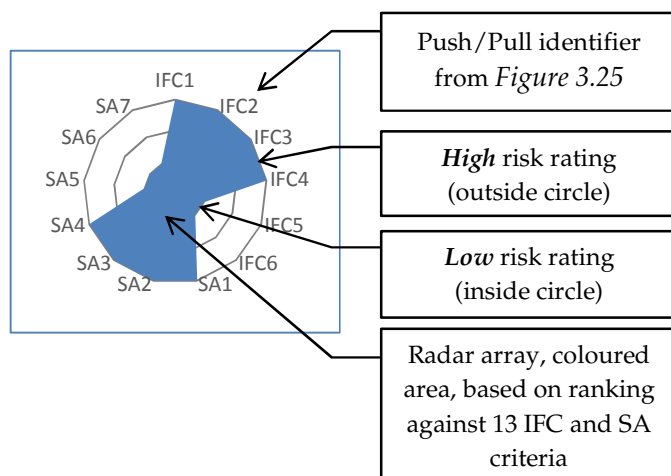 Push/Pull identifier
from Figure 3.25
IFC1
SA7
IFC2
SA6
IFC3
High risk rating
(outside circle)
SA5
IFC4
SA4
IFC5
SA3
IFC6
SA2
SA1
Low risk rating
(inside circle)
Radar array, coloured
area, based on ranking
against 13 IFC and SA
criteria